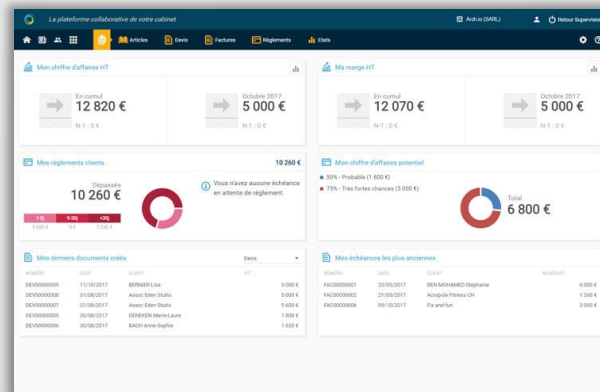 La plateforme collaborative de votre cabinet
Arch.io (SARL)
Retour Supervision
Articles
Devis
Factures
Règlements
Etats
Mon chiffre d'affaires HT
En cumul
12 820 €
N-1 : 0 €
Octobre 2017
5 000 €
N-1 : 0 €
Ma marge HT
En cumul
12 070 €
N-1 : 0 €
Octobre 2017
5 000 €
N-1 : 0 €
Mes règlements clients
10 260 €
Dépassés
10 260 €
1-8j 9-30j +30j
3 000 € 0 € 7 260 €
Vous n'avez aucune échéance
en attente de règlement.
Mon chiffre d'affaires potentiel
50% - Probable (1 800 €)
75% - Très fortes chances (5 000 €)
Total
6 800 €
Mes derniers documents créés
Devis
NUMÉRO DATE CLIENT HT
DEV00000009 11/10/2017 BERNIER Lisa 5 000 €
DEV00000008 31/08/2017 Assoc Eden Studio 5 000 €
DEV00000007 31/08/2017 Assoc Eden Studio 5 600 €
DEV00000005 30/08/2017 DENEKEN Marie-Laure 1 800 €
DEV00000006 30/08/2017 BACH Anne-Sophie 1 620 €
Mes échéances les plus anciennes
NUMÉRO DATE CLIENT MONTANT
FAC00000001 20/05/2017 BEN MOHAMED Stephanie 6 000 €
FAC00000002 21/05/2017 Acropole Fitness CH 1 260 €
FAC00000006 09/10/2017 Fix and fun 3 000 €